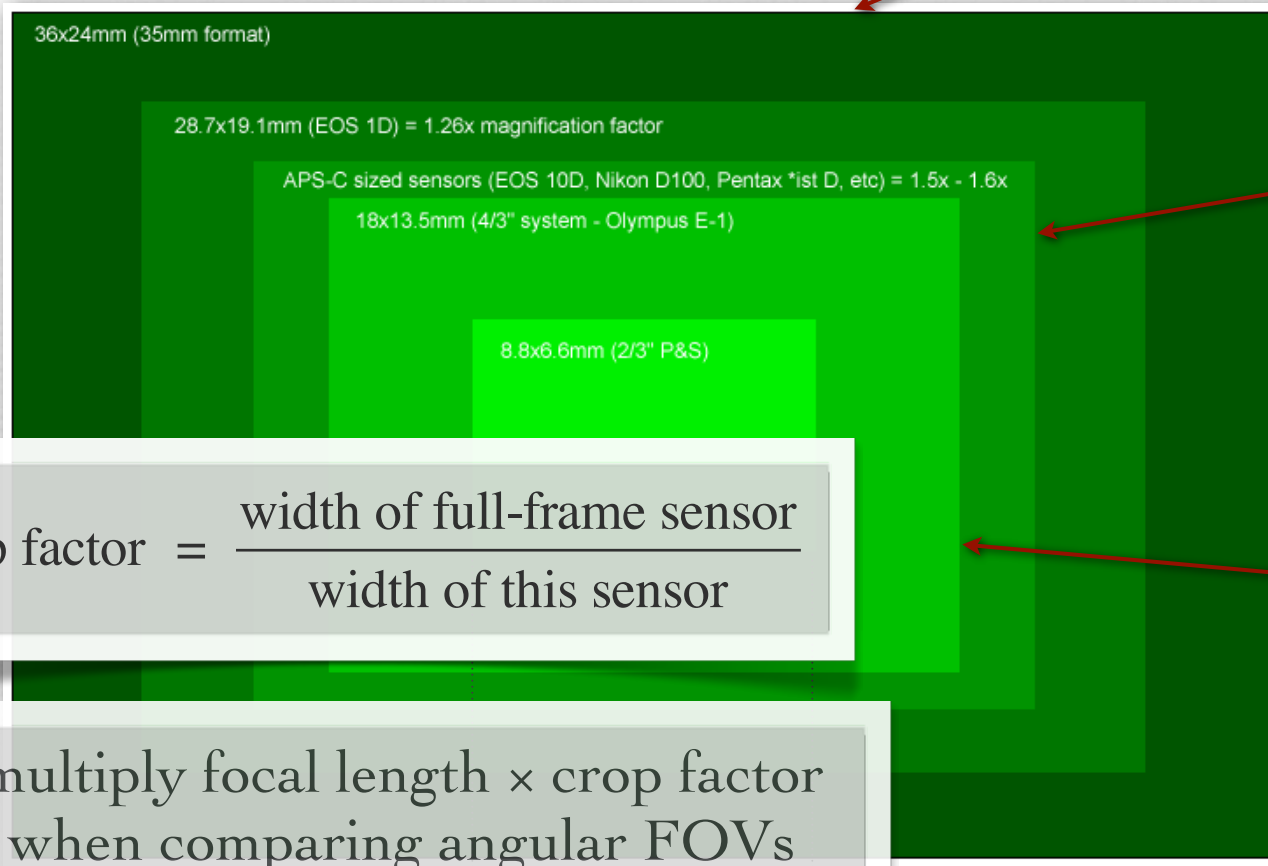 36x24mm (35mm format)
28.7x19.1mm (EOS 1D) = 1.26x magnification factor
APS-C sized sensors (EOS 10D, Nikon D100, Pentax *ist D, etc) = 1.5x - 1.6x
18x13.5mm (4/3" system - Olympus E-1)
8.8x6.6mm (2/3" P&S)
factor = width of full-frame sensor
width of this sensor
multiply focal length × crop factor
when comparing angular FOVs